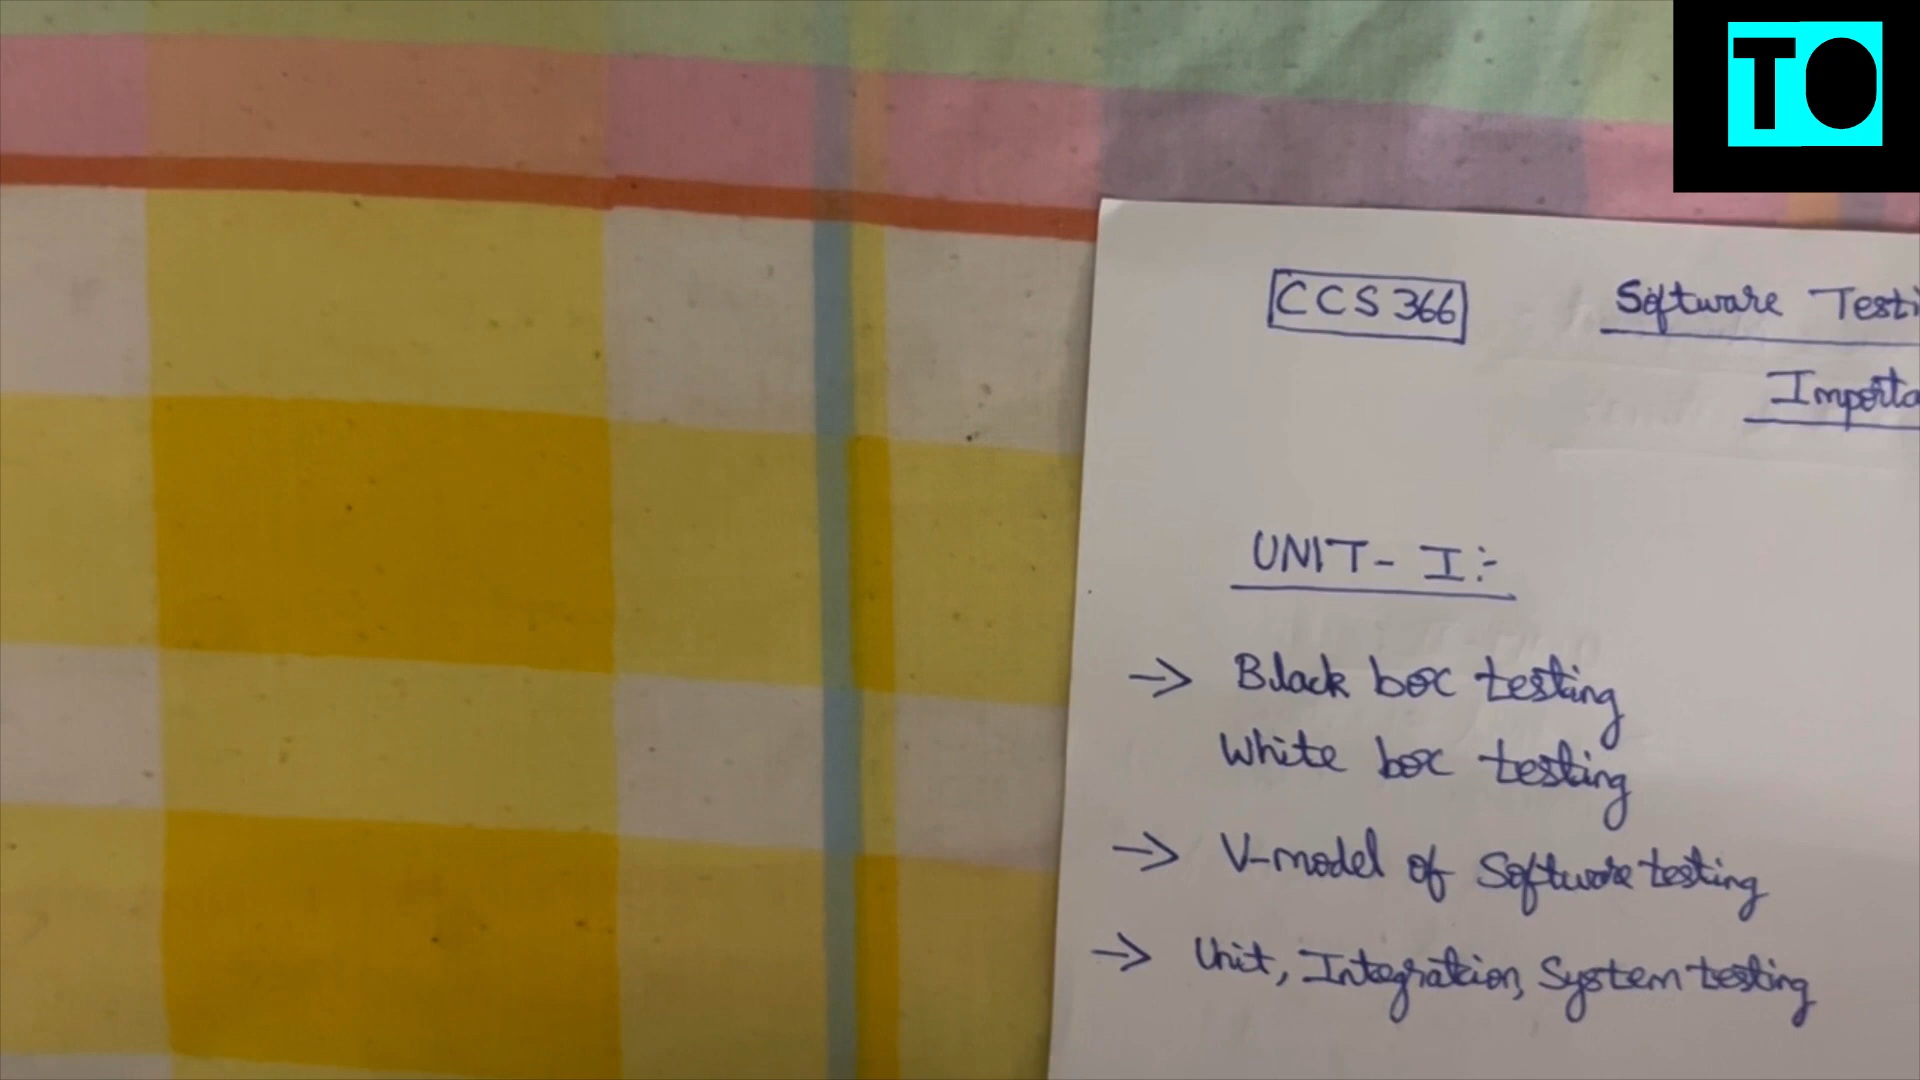 TO
CCS 366
Software Testi
Importa
UNIT - I :-
→ Black box testing
White box testing
→ V-model of Software testing
→ Unit, Integration, System testing